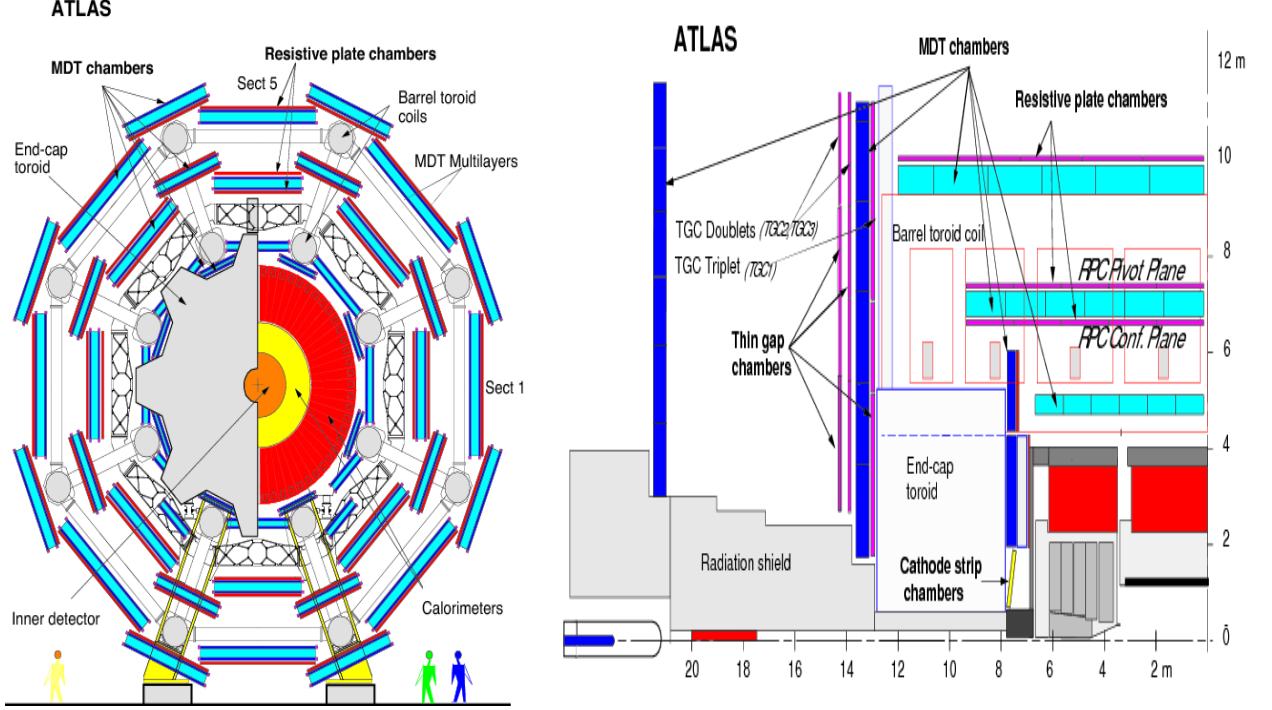 ATLAS
MDT chambers
Resistive plate chambers
Sect 5
Barrel toroid
coils
End-cap
toroid
MDT Multilayers
Sect 1
Inner detector
Calorimeters
ATLAS
MDT chambers
12 m
Resistive plate chambers
10
TGC Doublets (TGC2/TGC3)
TGC Triplet (TGC1)
Barrel toroid coil
8
RPC Pivot Plane
Thin gap
chambers
RPC Conf. Plane
6
4
End-cap
toroid
Radiation shield
Cathode strip
chambers
2
0
20 18 16 14 12 10 8 6 4 2 m